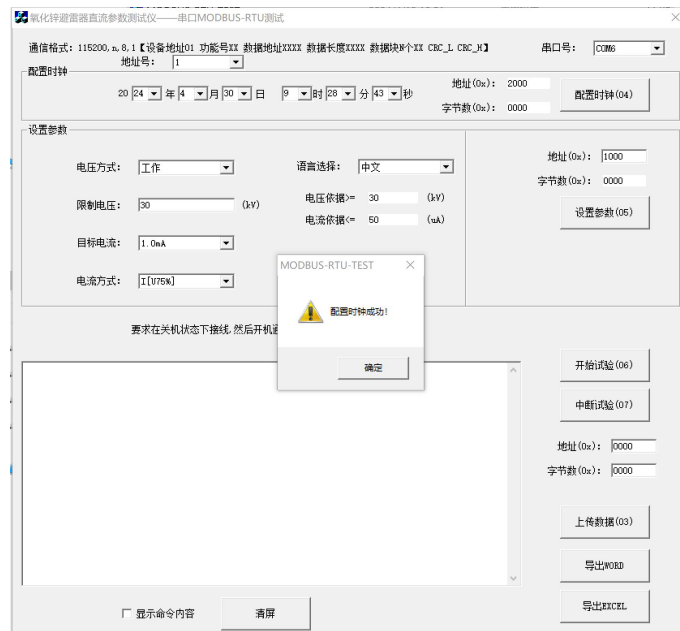 氧化锌避雷器直流参数测试仪——串口MODBUS-RTU测试
通信格式：115200,n,8,1【设备地址01 功能号XX 数据地址XXXX 数据长度XXXX 数据块N个XX CRC_L CRC_H】
串口号： COM6
地址号： 1
配置时钟
20 24 年 4 月 30 日 9 时 28 分 43 秒
地址(0x)： 2000
字节数(0x)： 0000
配置时钟(04)
设置参数
电压方式： 工作
语言选择： 中文
地址(0x)： 1000
字节数(0x)： 0000
限制电压： 30 (kV)
电压依据>= 30 (kV)
电流依据<= 50 (uA)
设置参数(05)
目标电流： 1.0mA
电流方式： I[U75%]
MODBUS-RTU-TEST
配置时钟成功!
确定
要求在关机状态下接线,然后开机
开始试验(06)
中断试验(07)
地址(0x)： 0000
字节数(0x)： 0000
上传数据(03)
导出WORD
导出EXCEL
显示命令内容
清屏